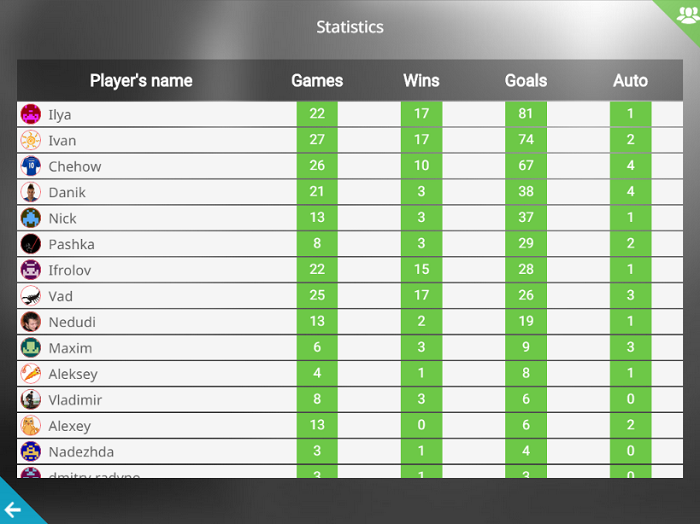 Statistics
Player's name Games Wins Goals Auto
Ilya 22 17 81 1
Ivan 27 17 74 2
10 Chehow 26 10 67 4
Danik 21 3 38 4
Nick 13 3 37 1
Pashka 8 3 29 2
Ifrolov 22 15 28 1
Vad 25 17 26 3
Nedudi 13 2 19 1
Maxim 6 3 9 3
Aleksey 4 1 8 1
Vladimir 8 3 6 0
Alexey 13 0 6 2
Nadezhda 3 1 4 0
3 1 3 0